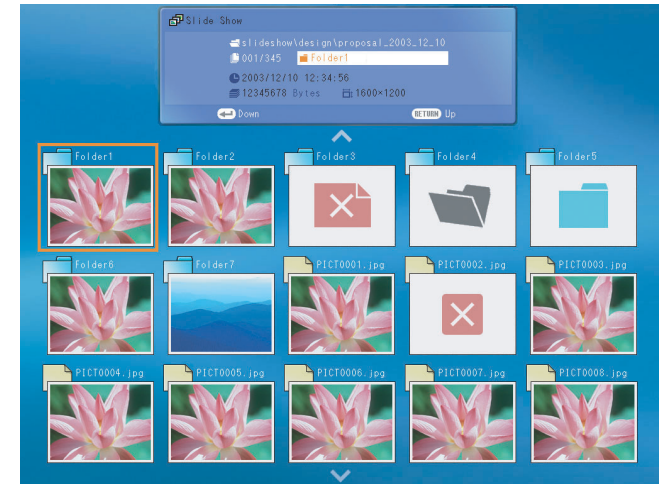 Slide Show
slideshow\design\proposal_2003_12_10
001/345 Folder1
2003/12/10 12:34:56
12345678 Bytes 1600×1200
Down RETURN Up
Folder1 Folder2 Folder3 Folder4 Folder5
Folder6 Folder7 PICT0001.jpg PICT0002.jpg PICT0003.jpg
PICT0004.jpg PICT0005.jpg PICT0006.jpg PICT0007.jpg PICT0008.jpg